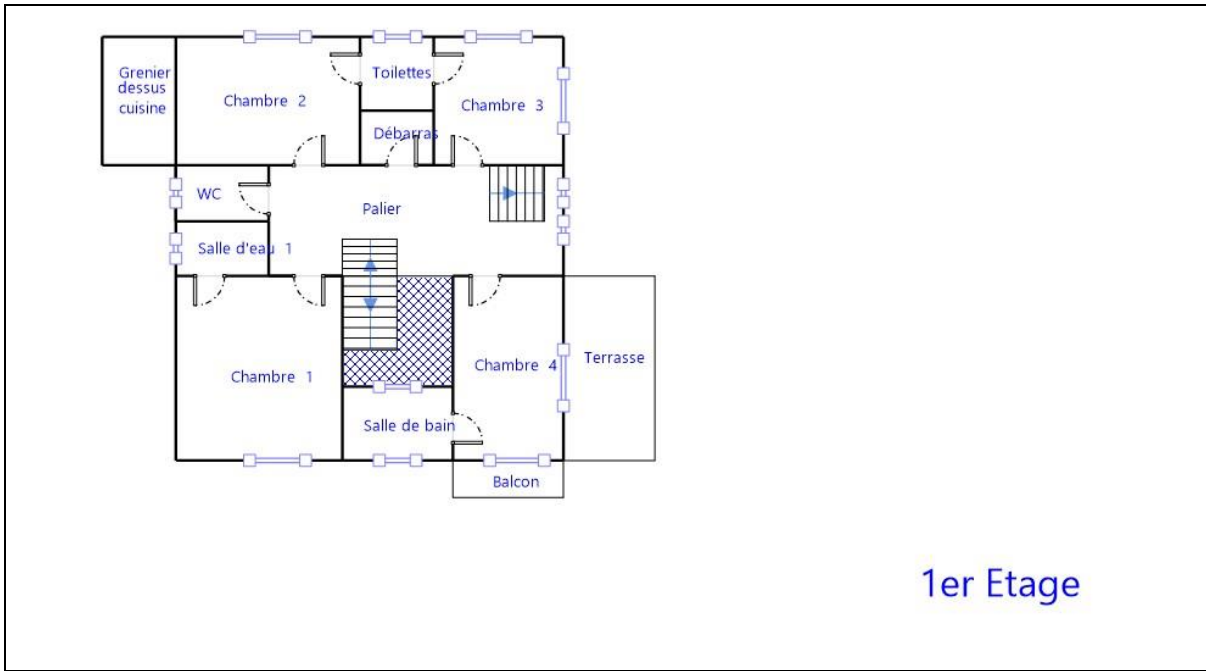 Grenier
dessus
cuisine
Chambre 2
Toilettes
Chambre 3
Débarras
WC
Palier
Salle d'eau 1
Chambre 1
Chambre 4
Terrasse
Salle de bain
Balcon
1er Etage